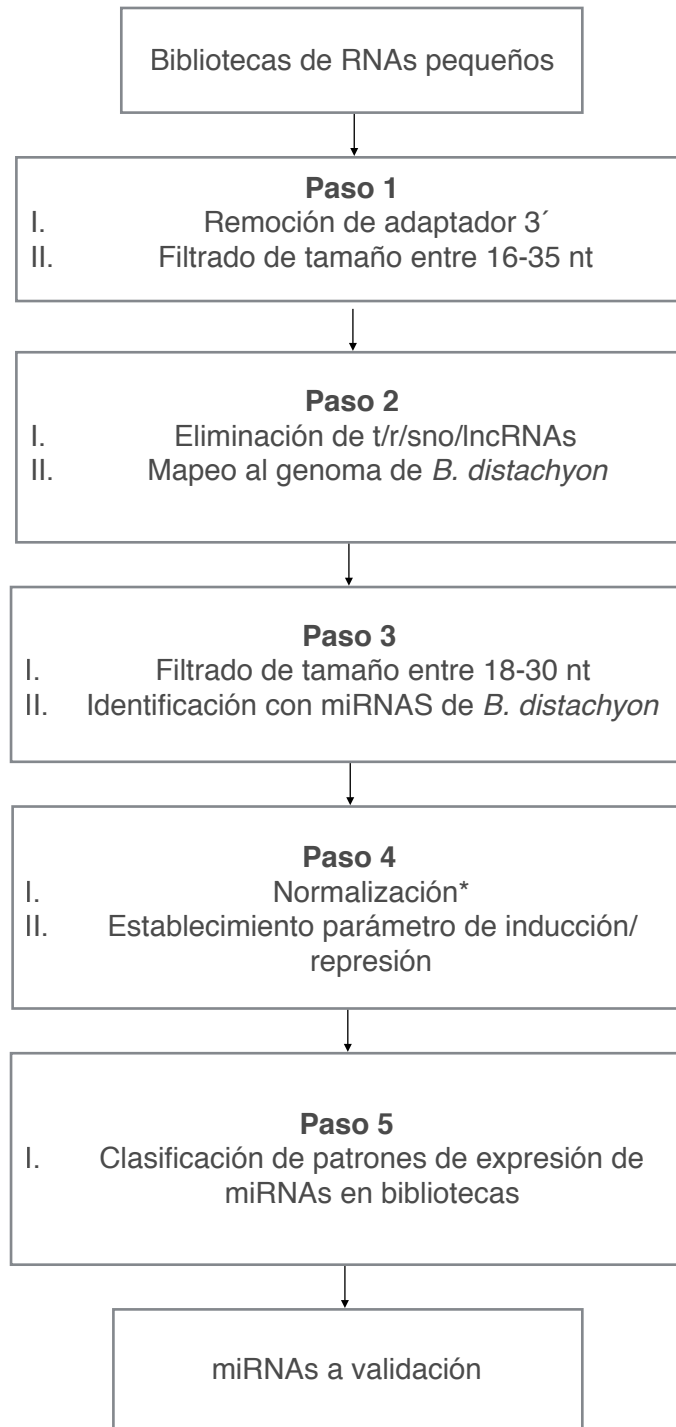 Bibliotecas de RNAs pequeños
Paso 1
I. Remoción de adaptador 3´
II. Filtrado de tamaño entre 16-35 nt
Paso 2
I. Eliminación de t/r/sno/lncRNAs
II. Mapeo al genoma de B. distachyon
Paso 3
I. Filtrado de tamaño entre 18-30 nt
II. Identificación con miRNAS de B. distachyon
Paso 4
I. Normalización*
II. Establecimiento parámetro de inducción/
represión
Paso 5
I. Clasificación de patrones de expresión de
miRNAs en bibliotecas
miRNAs a validación